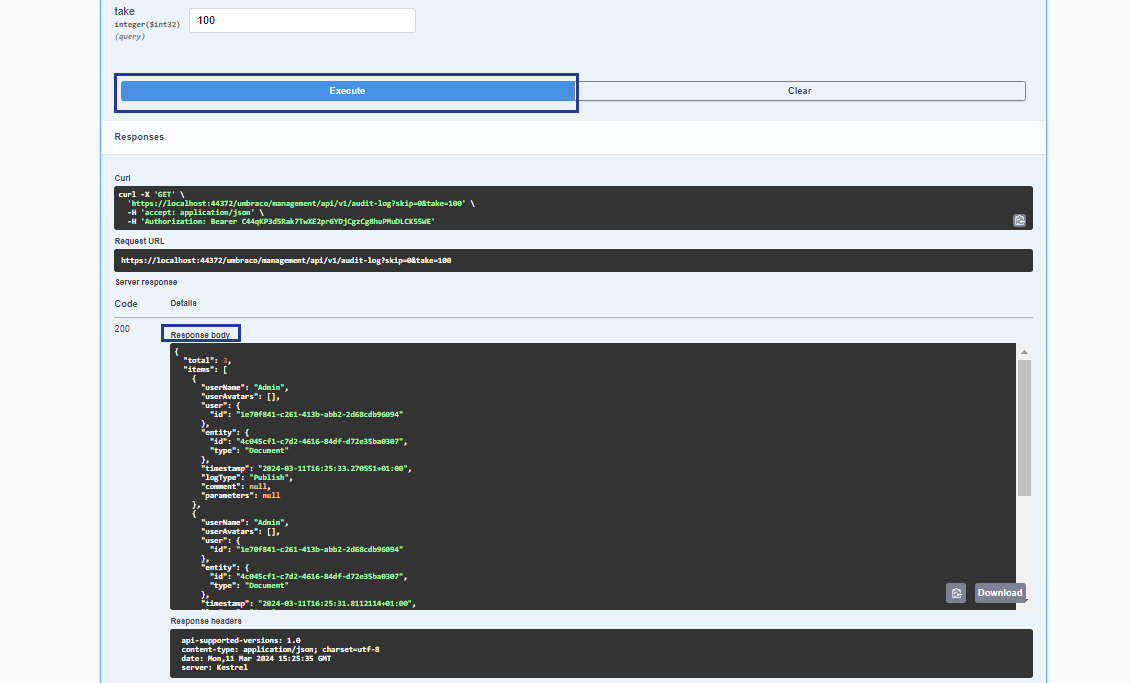 take
integer($int32)
(query)
100
Execute
Clear
Responses
Curl
curl -X 'GET' \
'https://localhost:44372/umbraco/management/api/v1/audit-log?skip=0&take=100' \
-H 'accept: application/json' \
-H 'Authorization: Bearer C44qKP3d5Rak7TwXE2pr6YDjCgzCg8huPMuDLCK55WE'
Request URL
https://localhost:44372/umbraco/management/api/v1/audit-log?skip=0&take=100
Server response
Code
Details
200
Response body
{
"total": 3,
"items": [
{
"userName": "Admin",
"userAvatars": [],
"user": {
"id": "1e70f841-c261-413b-abb2-2d68cdb96094"
},
"entity": {
"id": "4c045cf1-c7d2-4616-84df-d72e35ba0307",
"type": "Document"
},
"timestamp": "2024-03-11T16:25:33.270551+01:00",
"logType": "Publish",
"comment": null,
"parameters": null
},
{
"userName": "Admin",
"userAvatars": [],
"user": {
"id": "1e70f841-c261-413b-abb2-2d68cdb96094"
},
"entity": {
"id": "4c045cf1-c7d2-4616-84df-d72e35ba0307",
"type": "Document"
},
"timestamp": "2024-03-11T16:25:31.8112114+01:00",
Download
Response headers
api-supported-versions: 1.0
content-type: application/json; charset=utf-8
date: Mon,11 Mar 2024 15:25:35 GMT
server: Kestrel